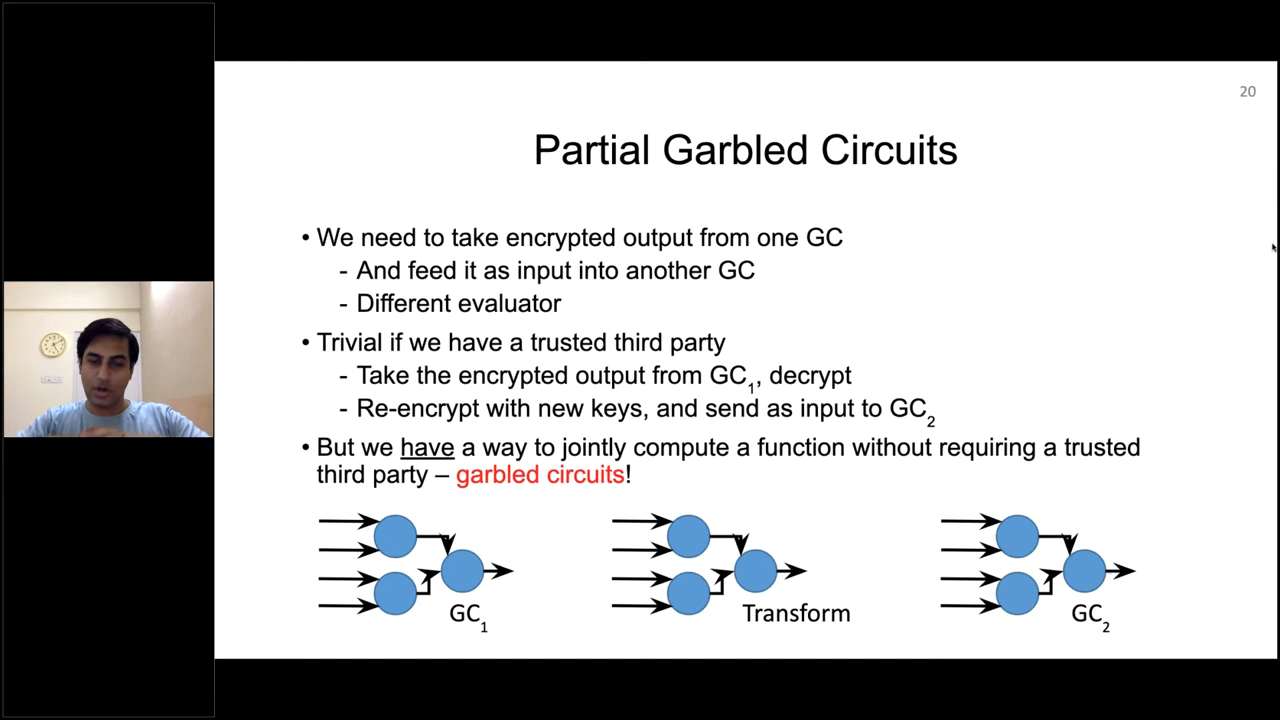 20
Partial Garbled Circuits
• We need to take encrypted output from one GC
- And feed it as input into another GC
- Different evaluator
• Trivial if we have a trusted third party
- Take the encrypted output from GC1, decrypt
- Re-encrypt with new keys, and send as input to GC2
• But we have a way to jointly compute a function without requiring a trusted
third party – garbled circuits!
GC1
Transform
GC2